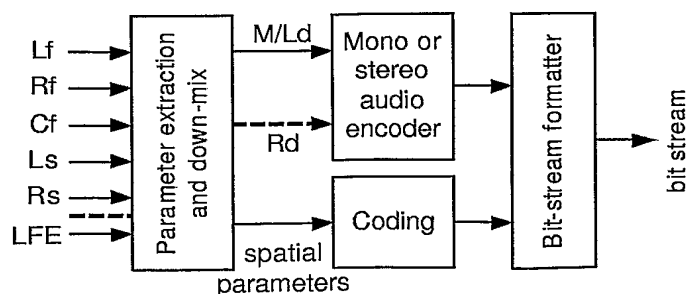 Lf
Rf
Cf
Ls
Rs
LFE
Parameter extraction
and down-mix
M/Ld
Rd
spatial
parameters
Mono or
stereo
audio
encoder
Coding
Bit-stream formatter
bit stream